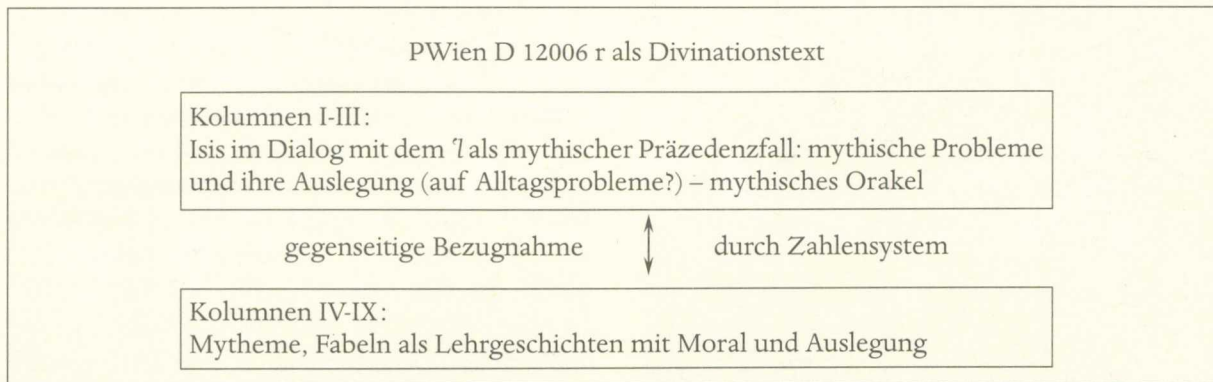 PWien D 12006 r als Divinationstext
Kolumnen I-III:
Isis im Dialog mit dem ꜥl als mythischer Präzedenzfall: mythische Probleme
und ihre Auslegung (auf Alltagsprobleme?) – mythisches Orakel
gegenseitige Bezugnahme durch Zahlensystem
Kolumnen IV-IX:
Mytheme, Fabeln als Lehrgeschichten mit Moral und Auslegung